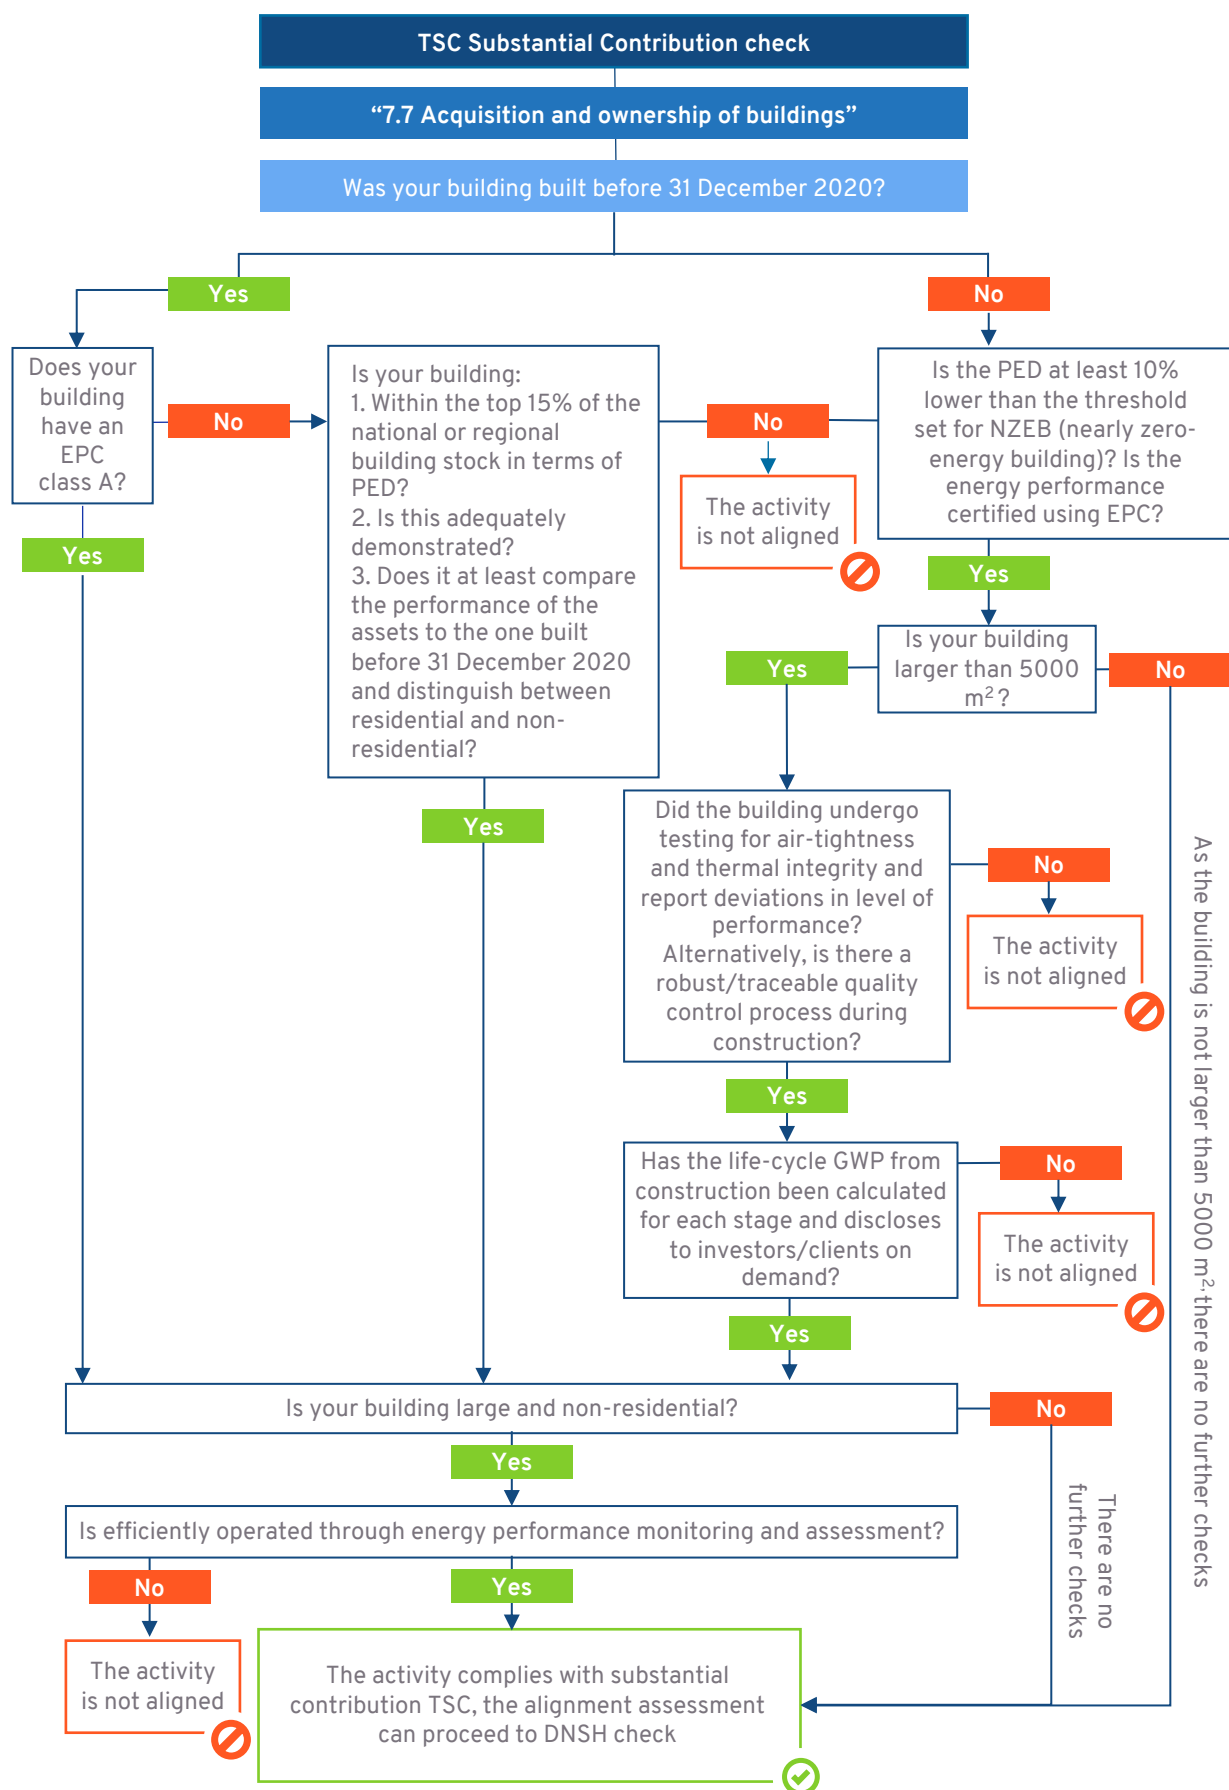 TSC Substantial Contribution check
“7.7 Acquisition and ownership of buildings”
Was your building built before 31 December 2020?
Yes
No
Does your
building
have an
EPC
class A?
No
Yes
Is your building:
1. Within the top 15% of the
national or regional
building stock in terms of
PED?
2. Is this adequately
demonstrated?
3. Does it at least compare
the performance of the
assets to the one built
before 31 December 2020
and distinguish between
residential and non-
residential?
Yes
No
The activity
is not aligned
Is the PED at least 10%
lower than the threshold
set for NZEB (nearly zero-
energy building)? Is the
energy performance
certified using EPC?
Yes
Is your building
larger than 5000
m²?
Yes
No
As the building is not larger than 5000 m², there are no further checks
Did the building undergo
testing for air-tightness
and thermal integrity and
report deviations in level of
performance?
Alternatively, is there a
robust/traceable quality
control process during
construction?
No
The activity
is not aligned
Yes
Has the life-cycle GWP from
construction been calculated
for each stage and discloses
to investors/clients on
demand?
No
The activity
is not aligned
Yes
Is your building large and non-residential?
No
There are no
further checks
Yes
Is efficiently operated through energy performance monitoring and assessment?
No
Yes
The activity
is not aligned
The activity complies with substantial
contribution TSC, the alignment assessment
can proceed to DNSH check